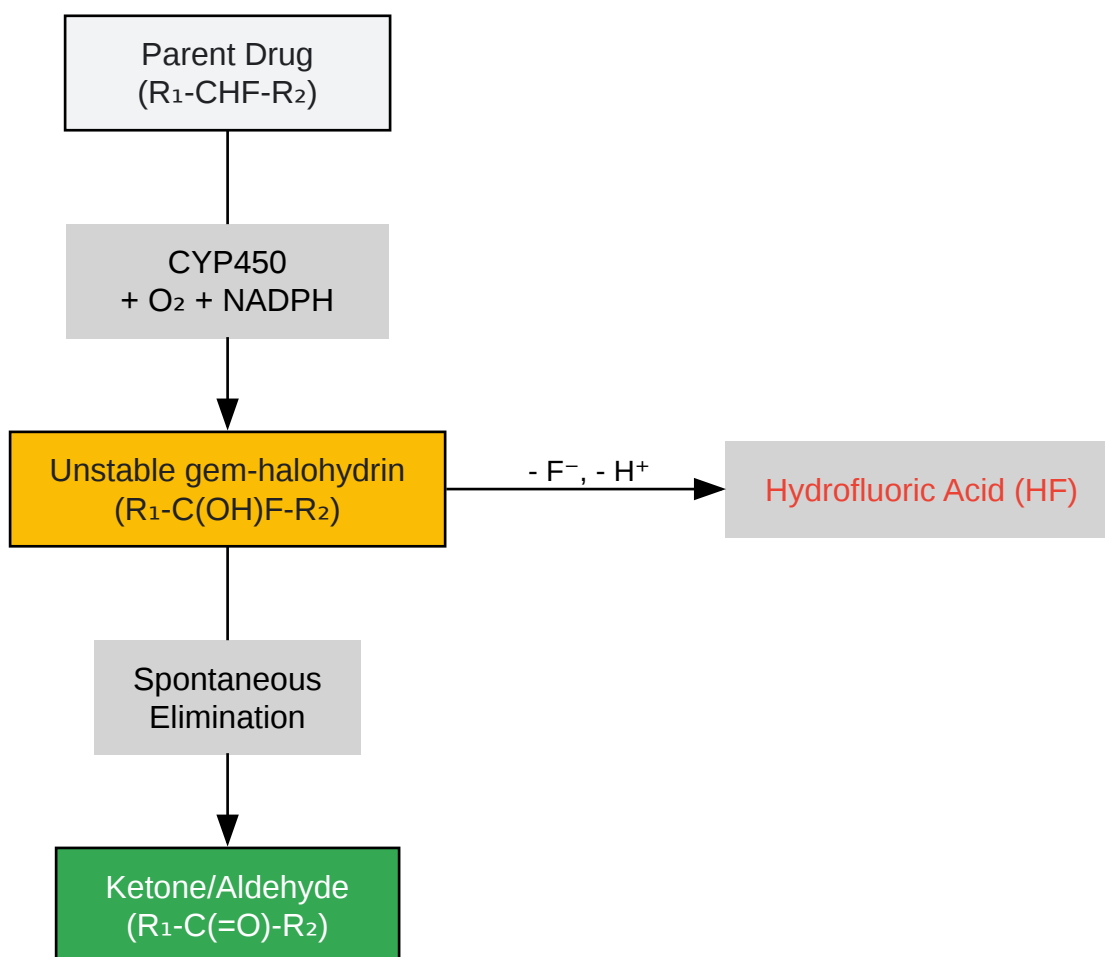 Parent Drug
(R₁-CHF-R₂)
CYP450
+ O₂ + NADPH
Unstable gem-halohydrin
(R₁-C(OH)F-R₂)
- F⁻, - H⁺
Hydrofluoric Acid (HF)
Spontaneous
Elimination
Ketone/Aldehyde
(R₁-C(=O)-R₂)